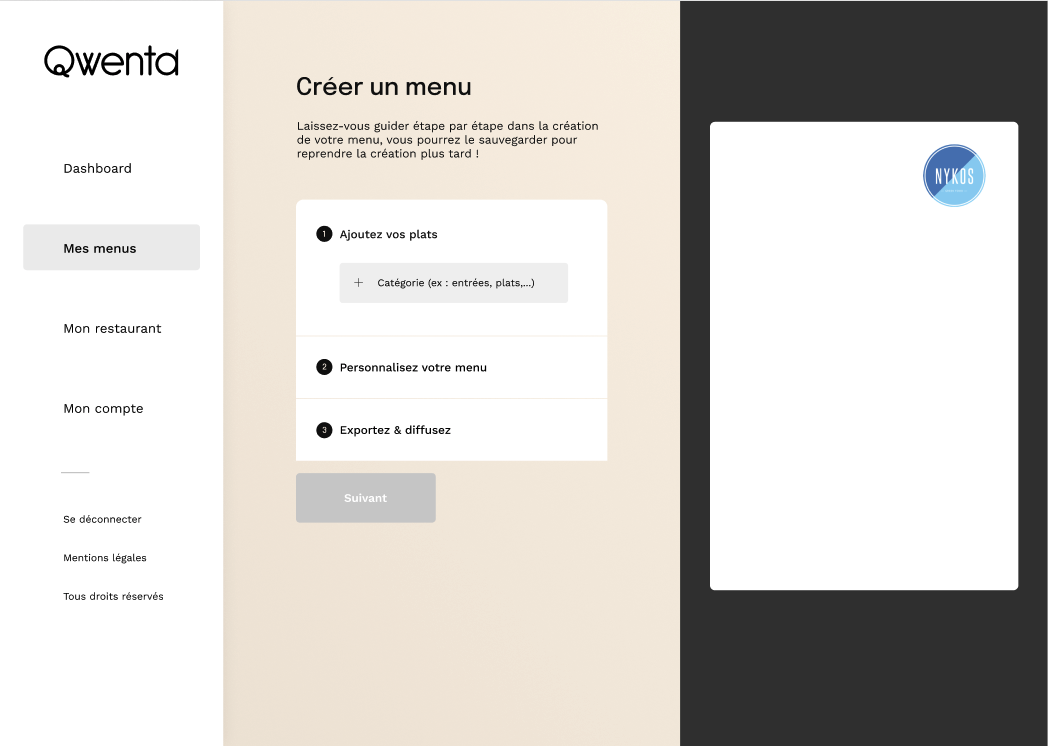 Qwenta
Dashboard
Mes menus
Mon restaurant
Mon compte
Se déconnecter
Mentions légales
Tous droits réservés
Créer un menu
Laissez-vous guider étape par étape dans la création
de votre menu, vous pourrez le sauvegarder pour
reprendre la création plus tard !
1 Ajoutez vos plats
+ Catégorie (ex : entrées, plats,...)
2 Personnalisez votre menu
3 Exportez & diffusez
Suivant
NYKOS